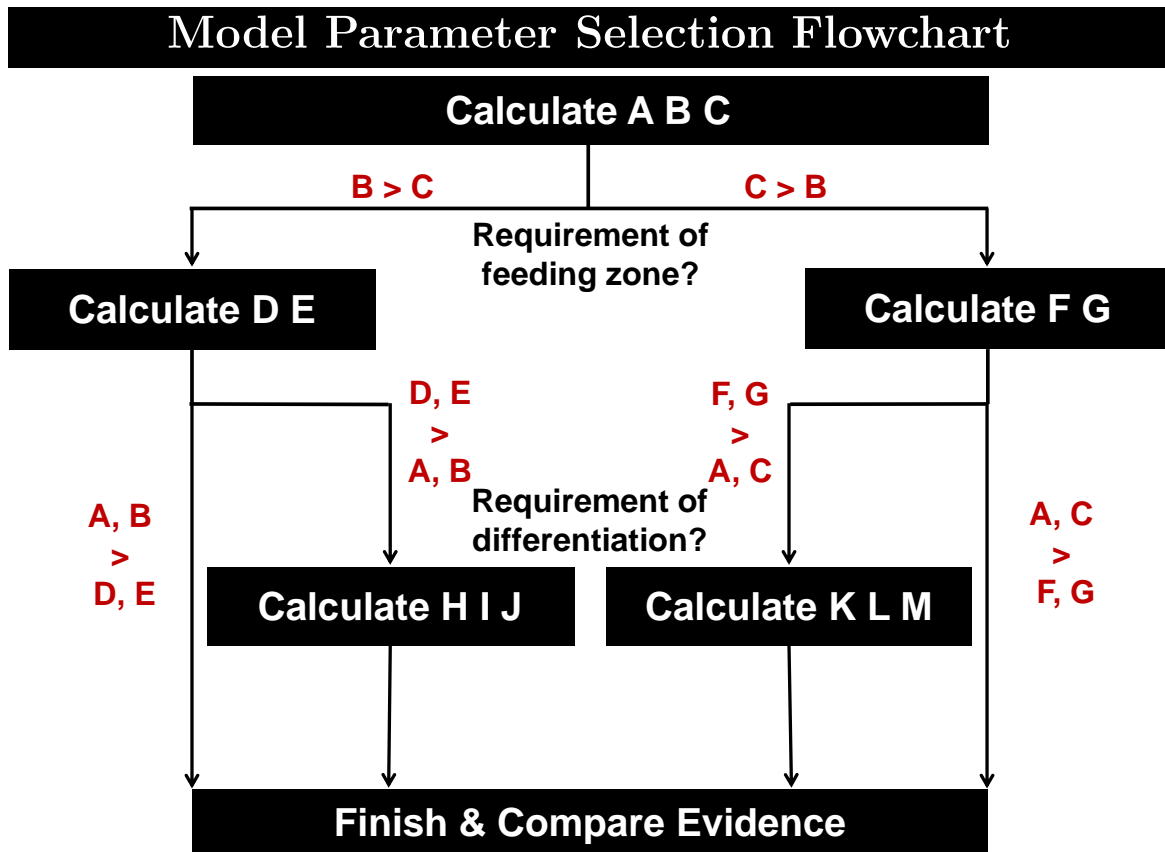 Model Parameter Selection Flowchart
Calculate A B C
B > C
C > B
Requirement of
feeding zone?
Calculate D E
Calculate F G
D, E
>
A, B
F, G
>
A, C
Requirement of
differentiation?
A, B
>
D, E
A, C
>
F, G
Calculate H I J
Calculate K L M
Finish & Compare Evidence